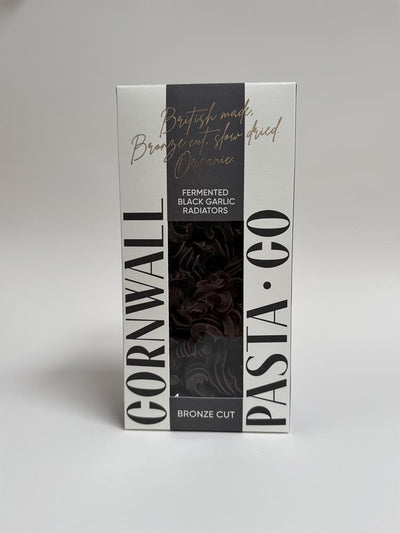 British made.
Bronze cut, slow dried.
Organic.
FERMENTED
BLACK GARLIC
RADIATORS
CORNWALL
PASTA • CO
BRONZE CUT